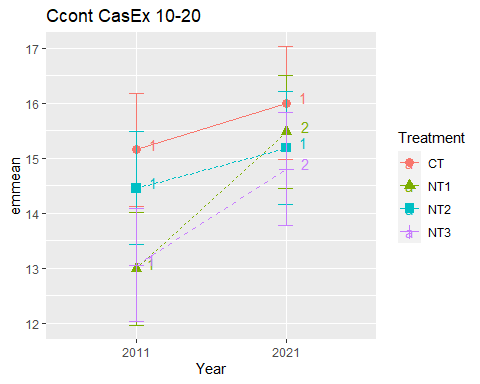 Ccont CasEx 10-20
17
16
15
14
13
12
emmean
1
1
1
1
2
1
2
2011
2021
Year
Treatment
a CT
a NT1
a NT2
a NT3